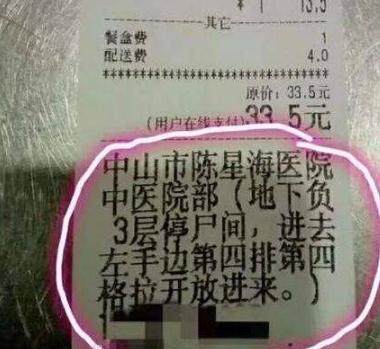 * 1 13.5
其它
餐盒费 1
配送费 4.0
原价: 33.5元
(用户在线支付)33.5元
中山市陈星海医院
中医院部(地下负
3层停尸间,进去
左手边第四排第四
格拉开放进来。)